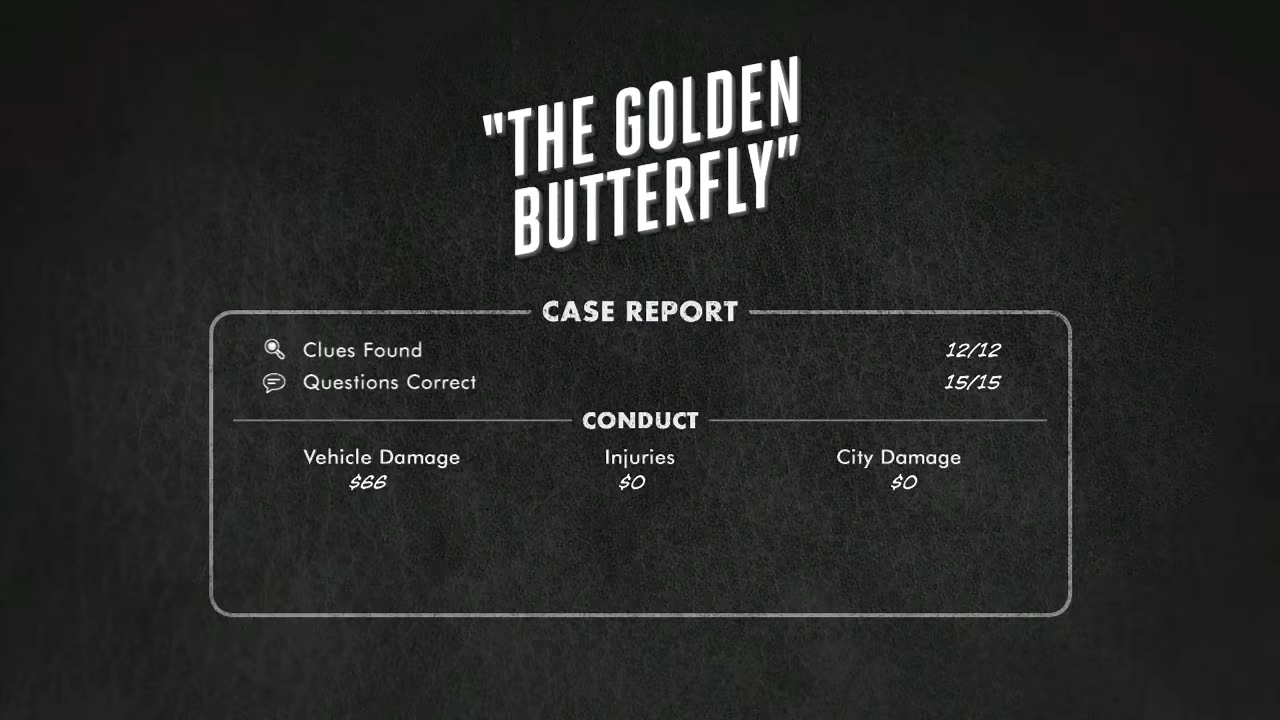 "THE GOLDEN
BUTTERFLY"
CASE REPORT
Clues Found 12/12
Questions Correct 15/15
CONDUCT
Vehicle Damage Injuries City Damage
$66 $0 $0